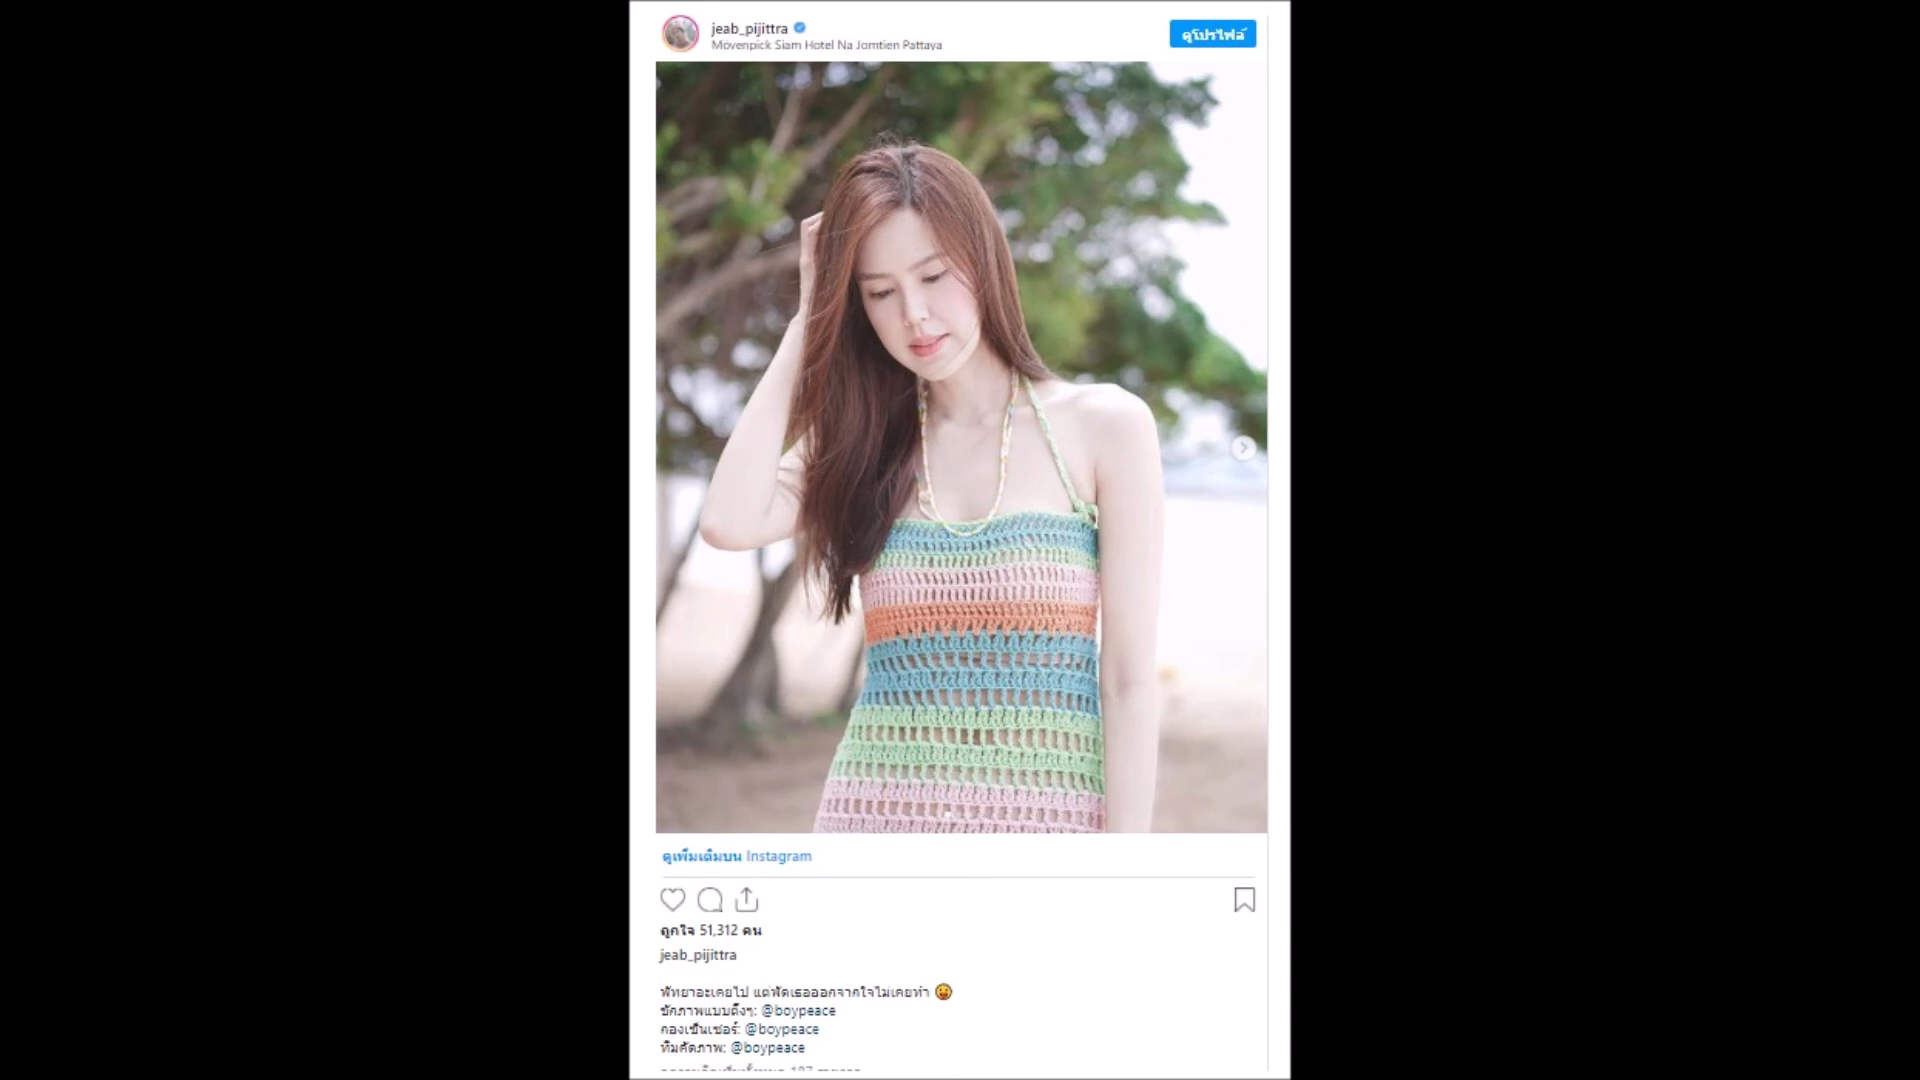 jeab_pijittra
Mövenpick Siam Hotel Na Jomtien Pattaya
ดูโปรไฟล์
ดูเพิ่มเติมบน Instagram
ถูกใจ 51,312 คน
jeab_pijittra
พัทยาอะเคยไป แต่พัดเธอออกจากใจไม่เคยทำ 😛
ชักภาพแบบตึงๆ: @boypeace
กองเซ็นเซอร์: @boypeace
ทีมคัดภาพ: @boypeace